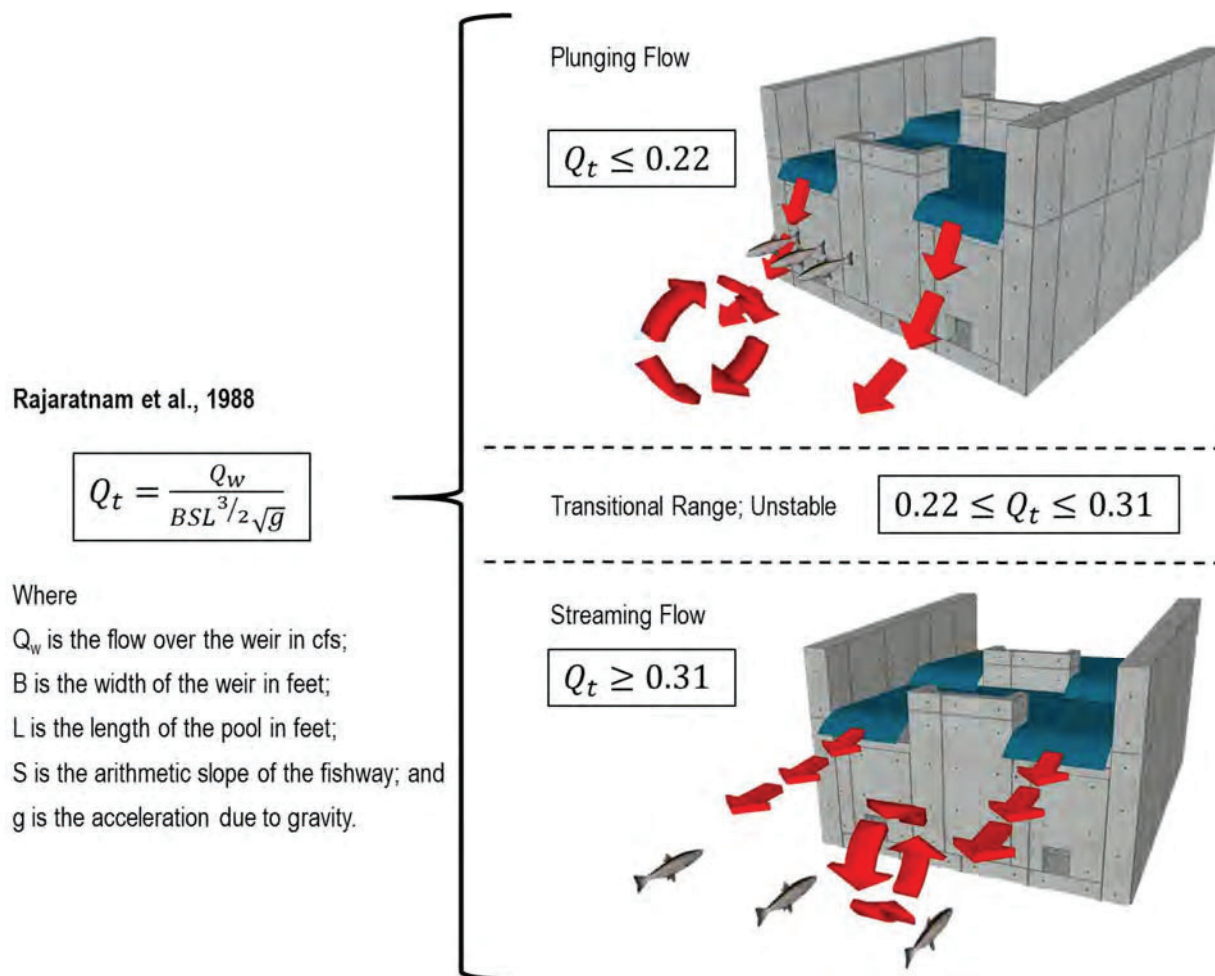 Plunging Flow
Q_t ≤ 0.22
Rajaratnam et al., 1988
Q_t = Q_w / BSL^3/2 √g
Transitional Range; Unstable 0.22 ≤ Q_t ≤ 0.31
Where
Q_w is the flow over the weir in cfs;
B is the width of the weir in feet;
L is the length of the pool in feet;
S is the arithmetic slope of the fishway; and
g is the acceleration due to gravity.
Streaming Flow
Q_t ≥ 0.31